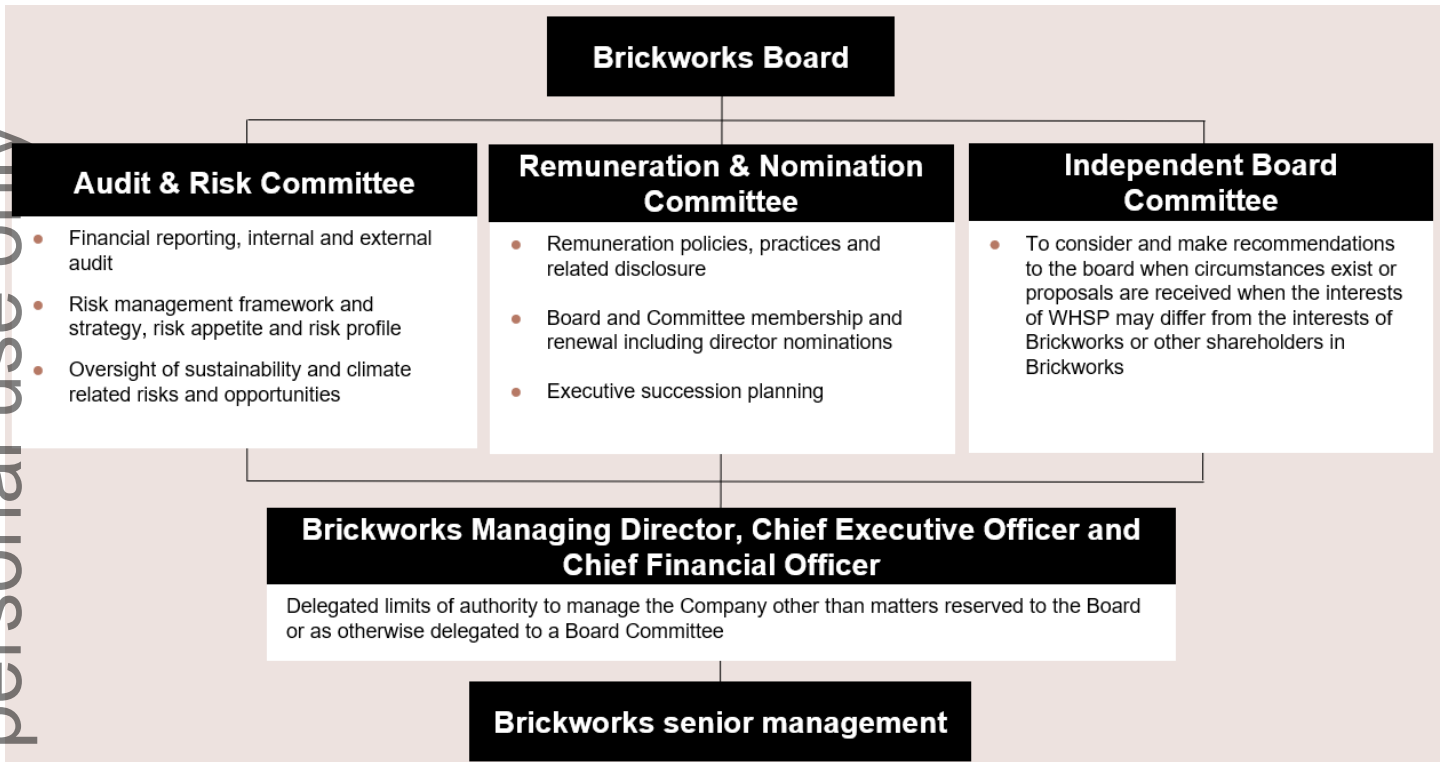 Brickworks Board
Audit & Risk Committee
● Financial reporting, internal and external
audit
● Risk management framework and
strategy, risk appetite and risk profile
● Oversight of sustainability and climate
related risks and opportunities
Remuneration & Nomination
Committee
● Remuneration policies, practices and
related disclosure
● Board and Committee membership and
renewal including director nominations
● Executive succession planning
Independent Board
Committee
● To consider and make recommendations
to the board when circumstances exist or
proposals are received when the interests
of WHSP may differ from the interests of
Brickworks or other shareholders in
Brickworks
Brickworks Managing Director, Chief Executive Officer and
Chief Financial Officer
Delegated limits of authority to manage the Company other than matters reserved to the Board
or as otherwise delegated to a Board Committee
Brickworks senior management
personal use only